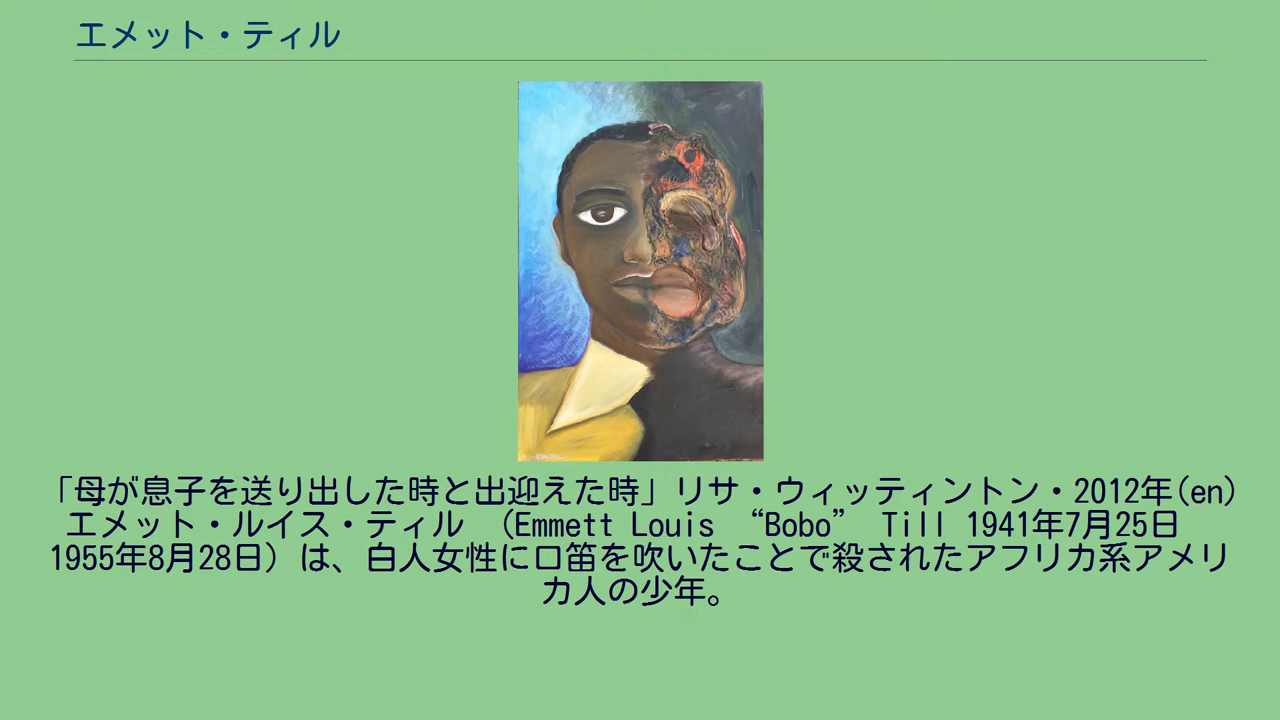 エメット・ティル
「母が息子を送り出した時と出迎えた時」リサ・ウィッティントン・2012年(en)
エメット・ルイス・ティル　(Emmett Louis　“Bobo”　Till 1941年7月25日
1955年8月28日）は、白人女性に口笛を吹いたことで殺されたアフリカ系アメリ
カ人の少年。